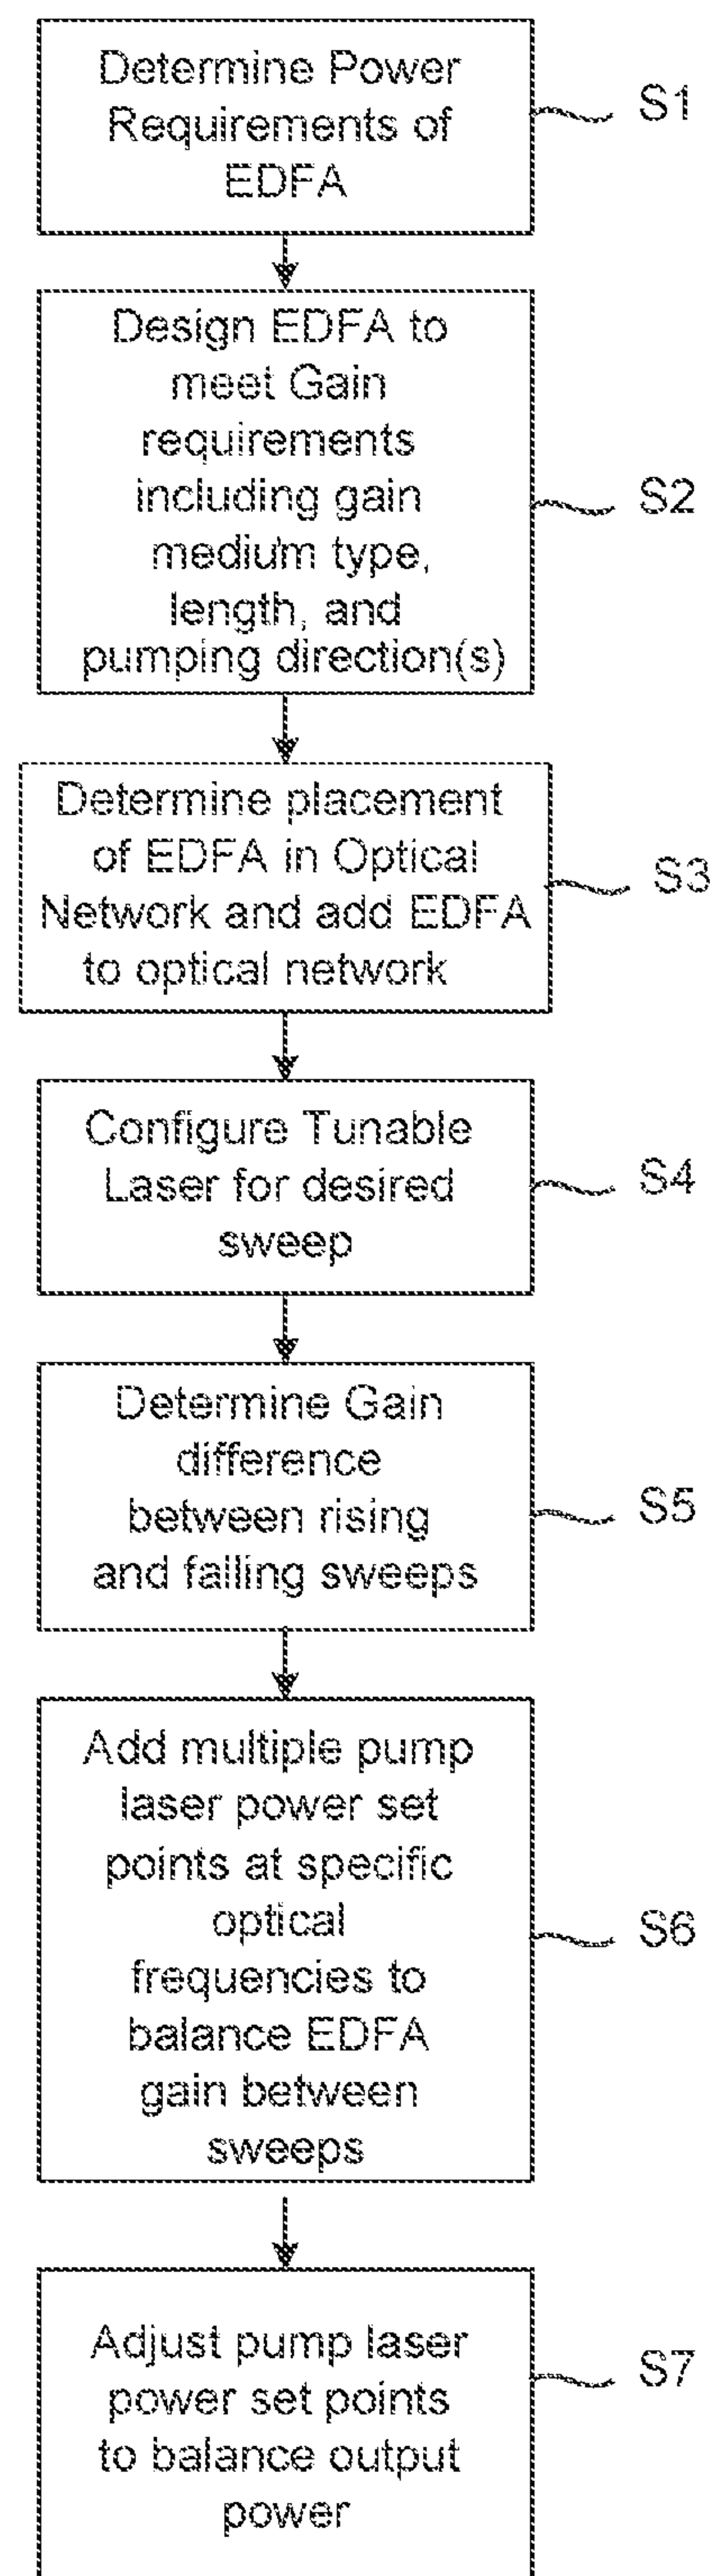 Determine Power
Requirements of
EDFA
S1
Design EDFA to
meet Gain
requirements
including gain
medium type,
length, and
pumping direction(s)
S2
Determine placement
of EDFA in Optical
Network and add EDFA
to optical network
S3
Configure Tunable
Laser for desired
sweep
S4
Determine Gain
difference
between rising
and falling sweeps
S5
Add multiple pump
laser power set
points at specific
optical
frequencies to
balance EDFA
gain between
sweeps
S6
Adjust pump laser
power set points
to balance output
power
S7